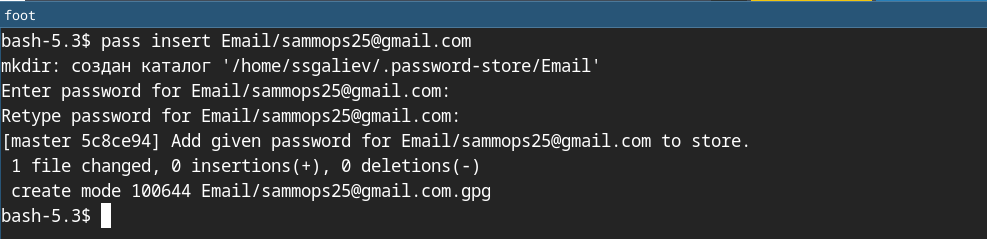 foot
bash-5.3$ pass insert Email/sammops25@gmail.com
mkdir: создан каталог '/home/ssgaliev/.password-store/Email'
Enter password for Email/sammops25@gmail.com:
Retype password for Email/sammops25@gmail.com:
[master 5c8ce94] Add given password for Email/sammops25@gmail.com to store.
 1 file changed, 0 insertions(+), 0 deletions(-)
 create mode 100644 Email/sammops25@gmail.com.gpg
bash-5.3$